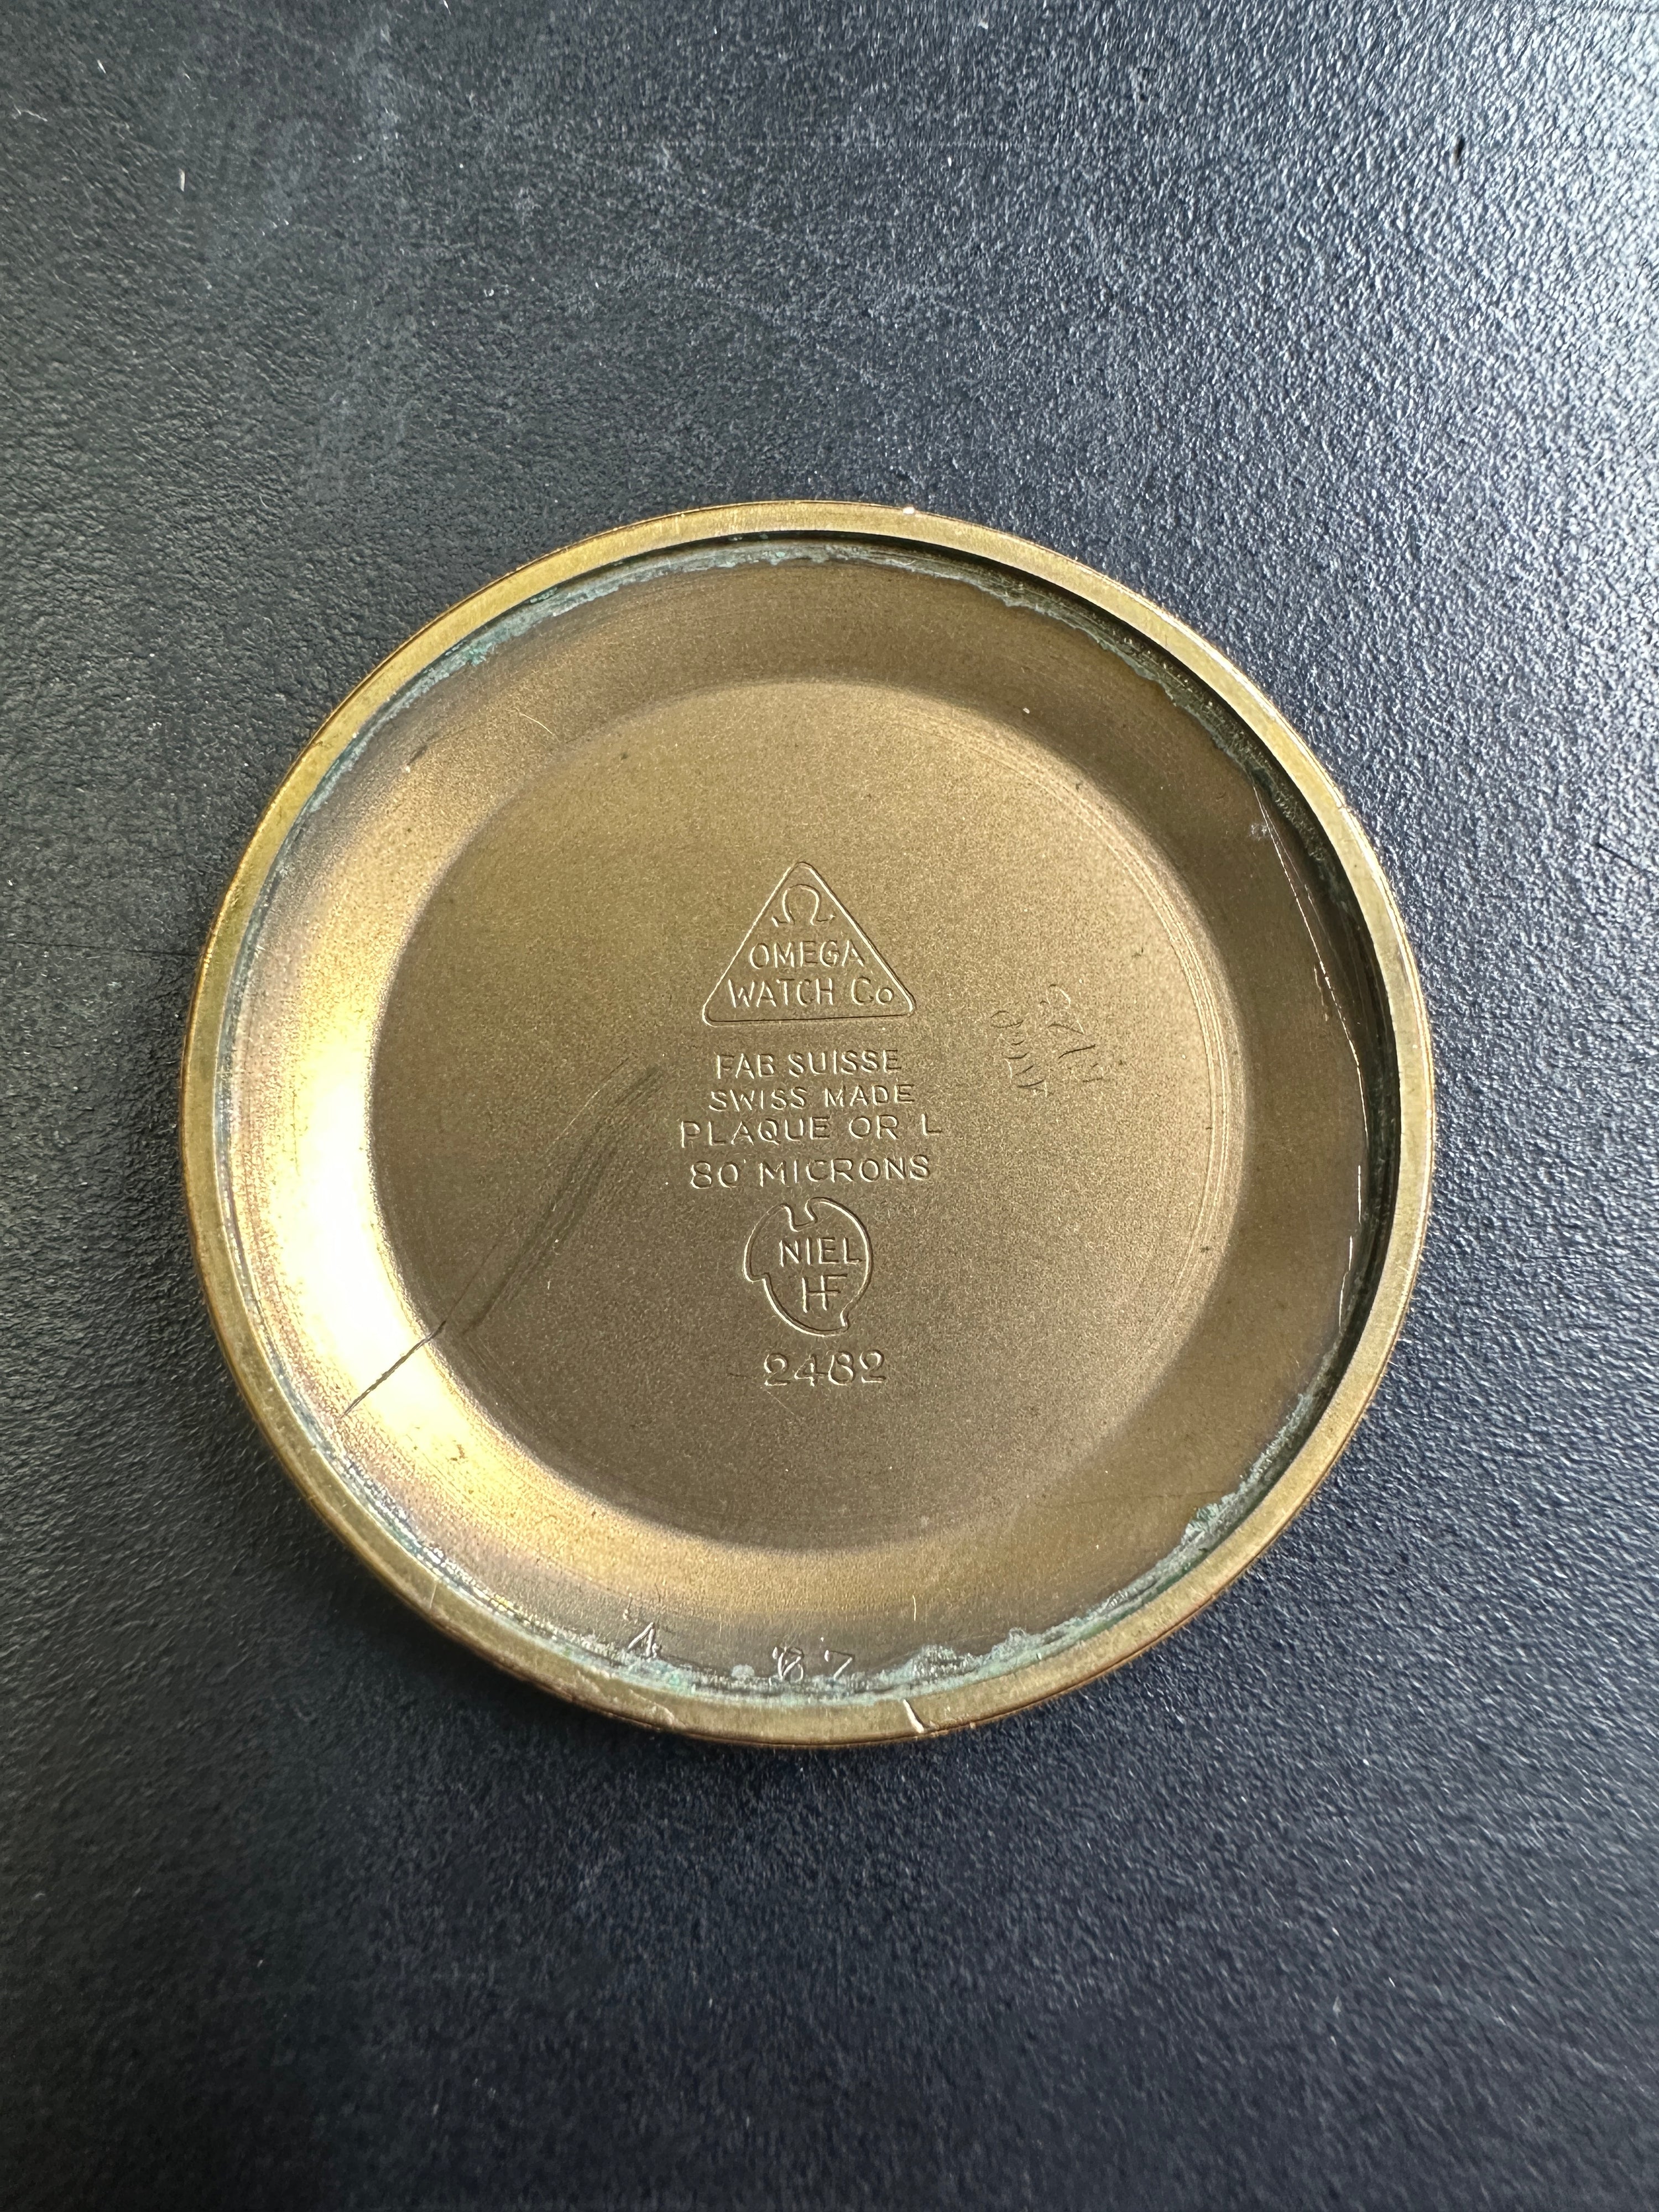 Ω
OMEGA
WATCH Co
FAB SUISSE
SWISS MADE
PLAQUE OR L
80 MICRONS
NIEL
HF
2482